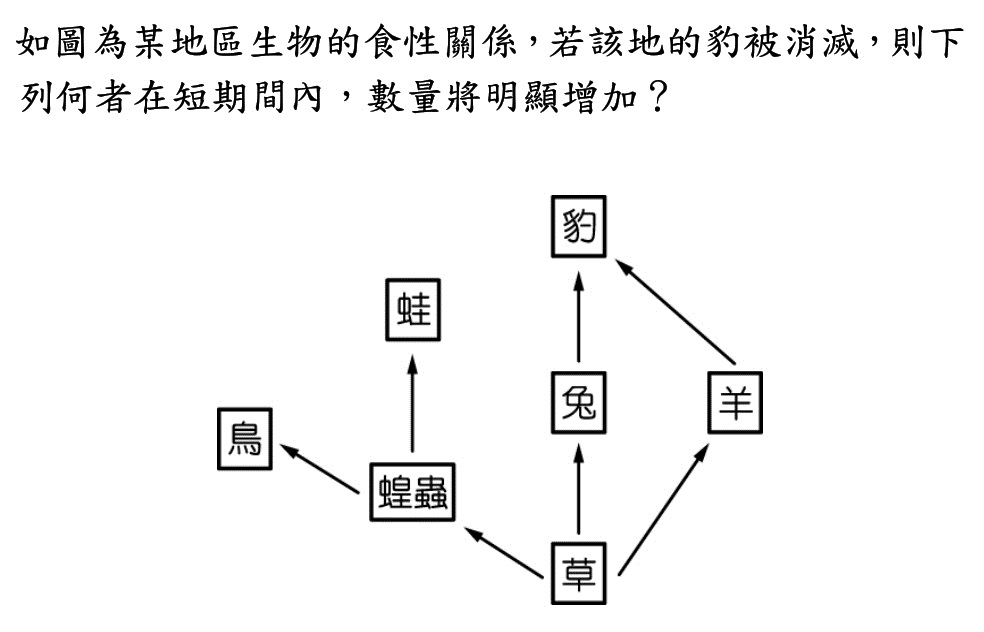 如圖為某地區生物的食性關係，若該地的豹被消滅，則下
列何者在短期間內，數量將明顯增加？
豹
蛙
兔
羊
鳥
蝗蟲
草